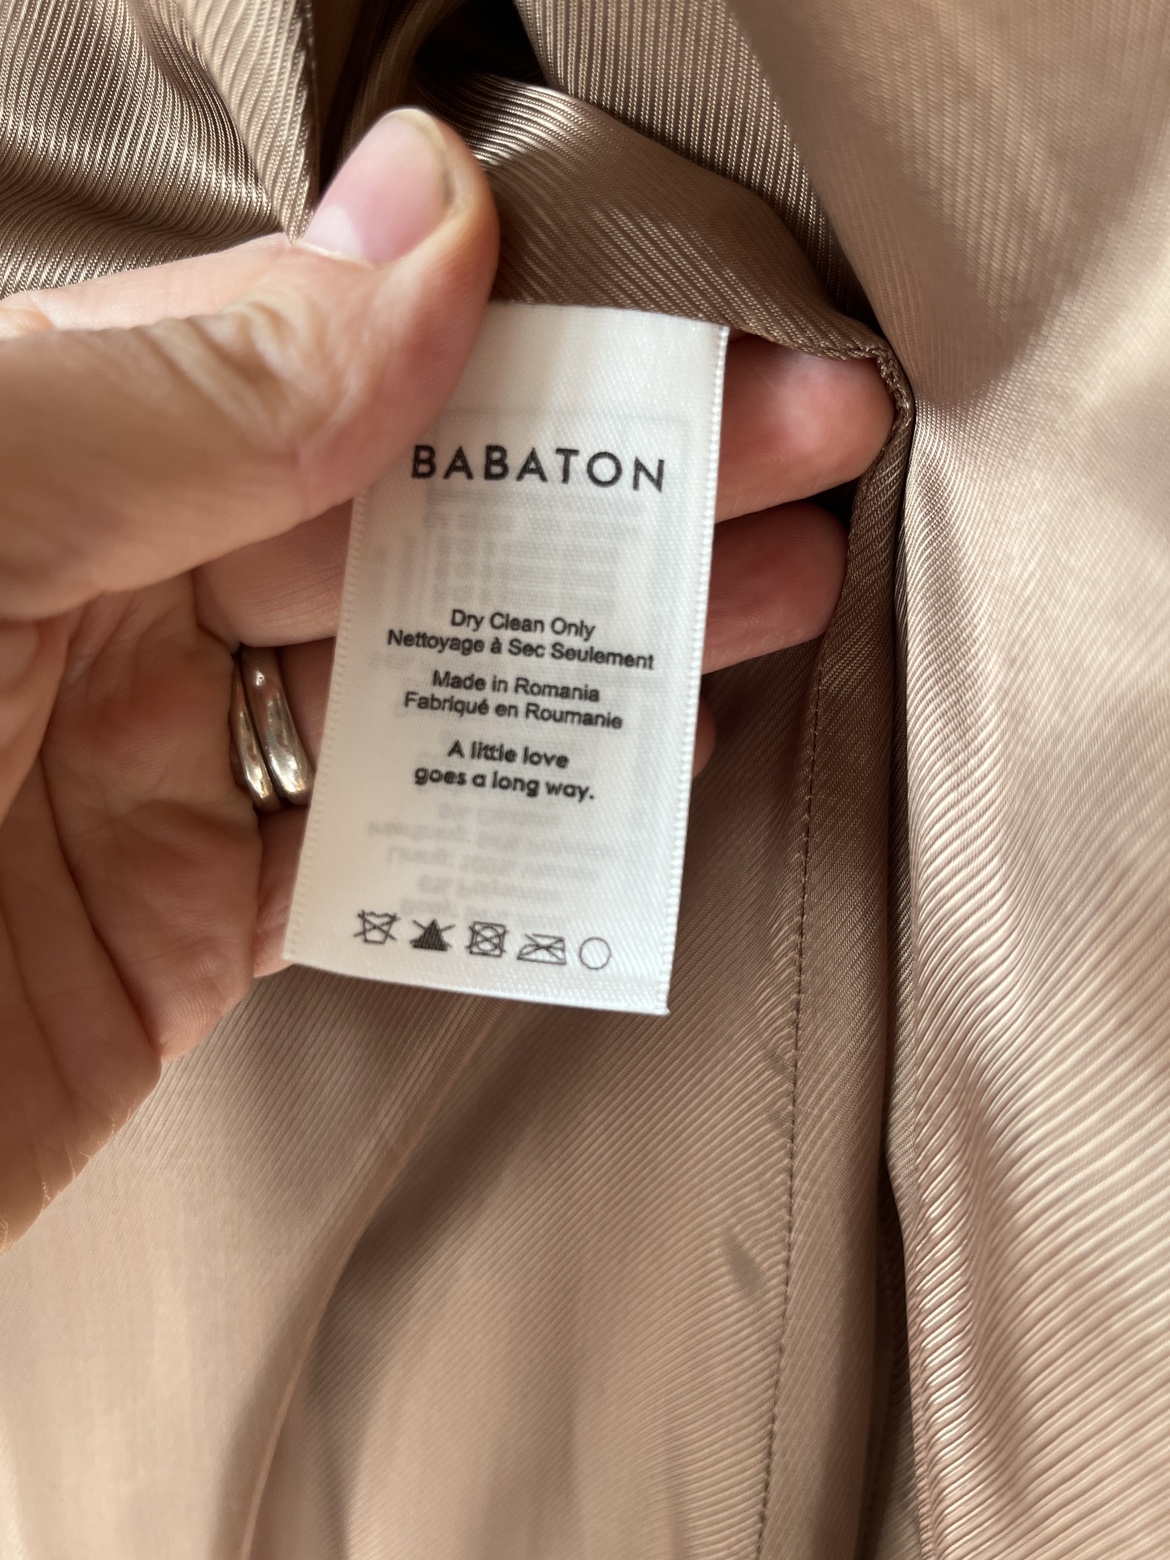 BABATON
Dry Clean Only
Nettoyage à Sec Seulement
Made in Romania
Fabriqué en Roumanie
A little love
goes a long way.